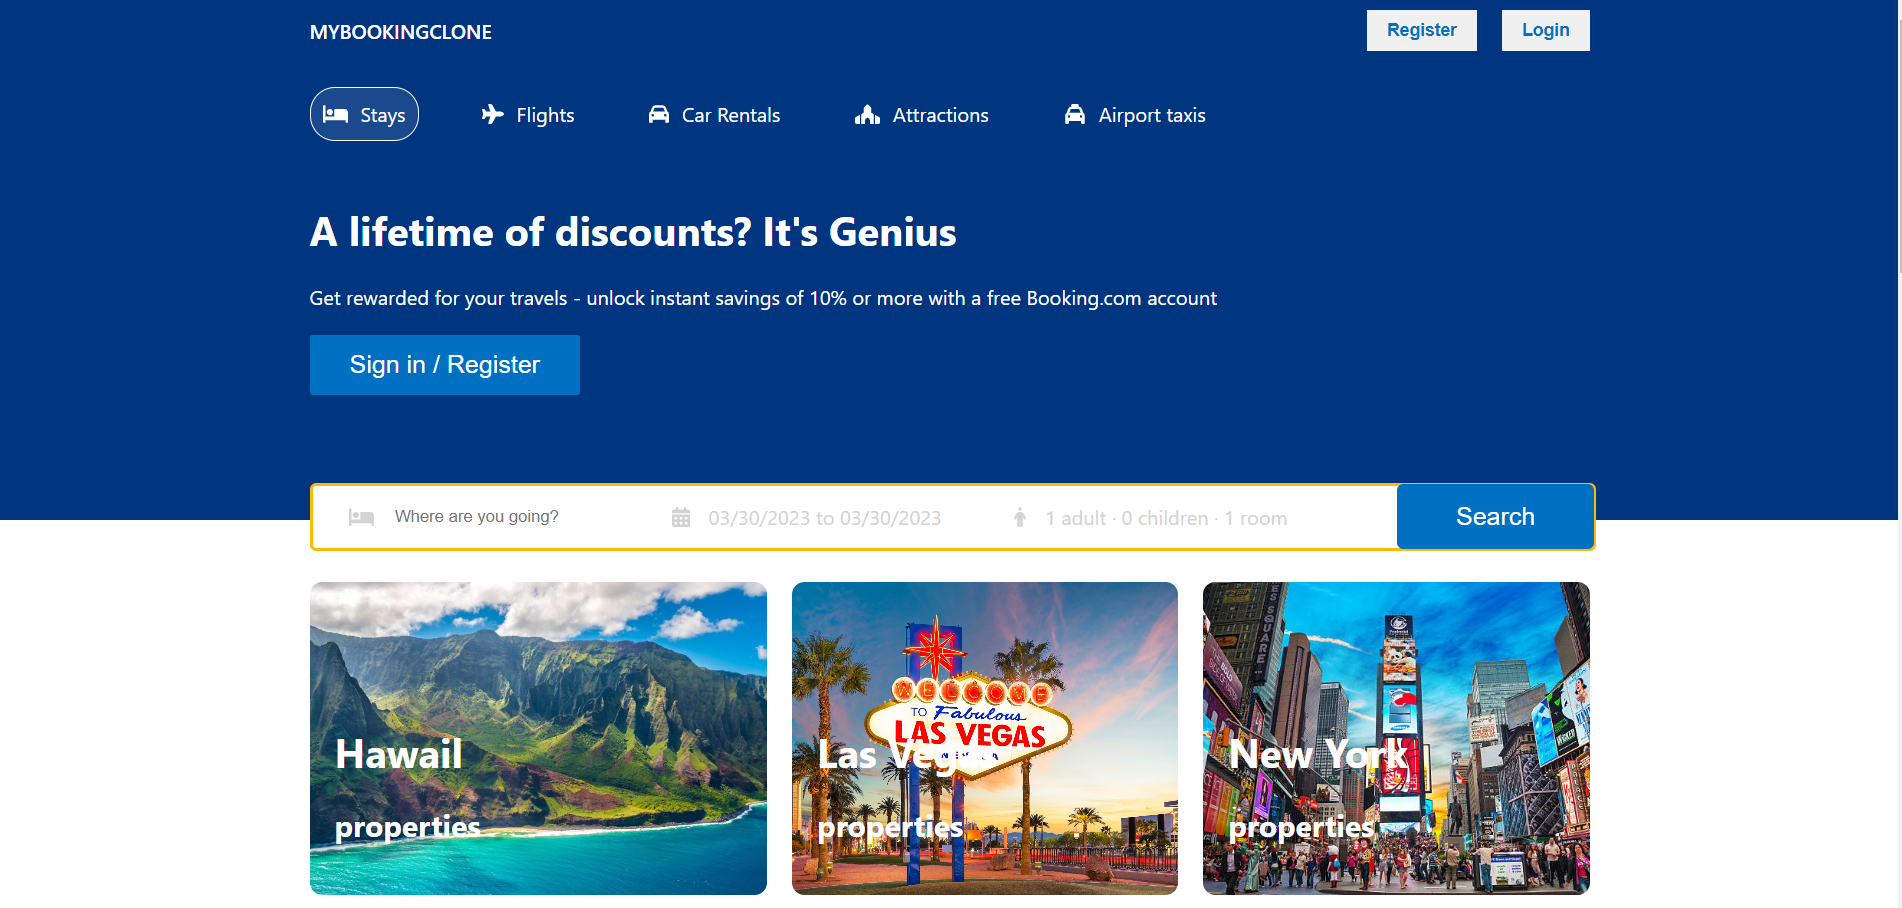 MYBOOKINGCLONE
Register
Login
Stays
Flights
Car Rentals
Attractions
Airport taxis
A lifetime of discounts? It's Genius
Get rewarded for your travels - unlock instant savings of 10% or more with a free Booking.com account
Sign in / Register
Where are you going?
03/30/2023 to 03/30/2023
1 adult · 0 children · 1 room
Search
Hawail
properties
WELCOME
TO Fabulous
LAS VEGAS
Las Vegas
properties
SQUARE
New York
properties